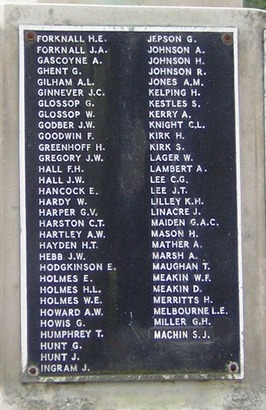 FORKNALL H.E.
FORKNALL J.A.
GASCOYNE A.
GHENT G.
GILHAM A.L.
GINNEVER J.C.
GLOSSOP G.
GLOSSOP W.
GODBER J.W.
GOODWIN F.
GREENHOFF H.
GREGORY J.W.
HALL F.H.
HALL J.W.
HANCOCK E.
HARDY W.
HARPER G.V.
HARSTON C.T.
HARTLEY A.W.
HAYDEN H.T.
HEBB J.W.
HODGKINSON E.
HOLMES E.
HOLMES H.L.
HOLMES W.E.
HOWARD A.W.
HOWIS G.
HUMPHREY T.
HUNT G.
HUNT J.
INGRAM J.
JEPSON G.
JOHNSON A.
JOHNSON H.
JOHNSON R.
JONES A.M.
KELPING H.
KESTLES S.
KERRY A.
KNIGHT C.L.
KIRK H.
KIRK S.
LAGER W.
LAMBERT A.
LEE C.G.
LEE J.T.
LILLEY K.H.
LINACRE J.
MAIDEN G.A.C.
MASON H.
MATHER A.
MARSH A.
MAUGHAN T.
MEAKIN W.F.
MEAKIN D.
MERRITTS H.
MELBOURNE L.E.
MILLER G.H.
MACHIN S.J.